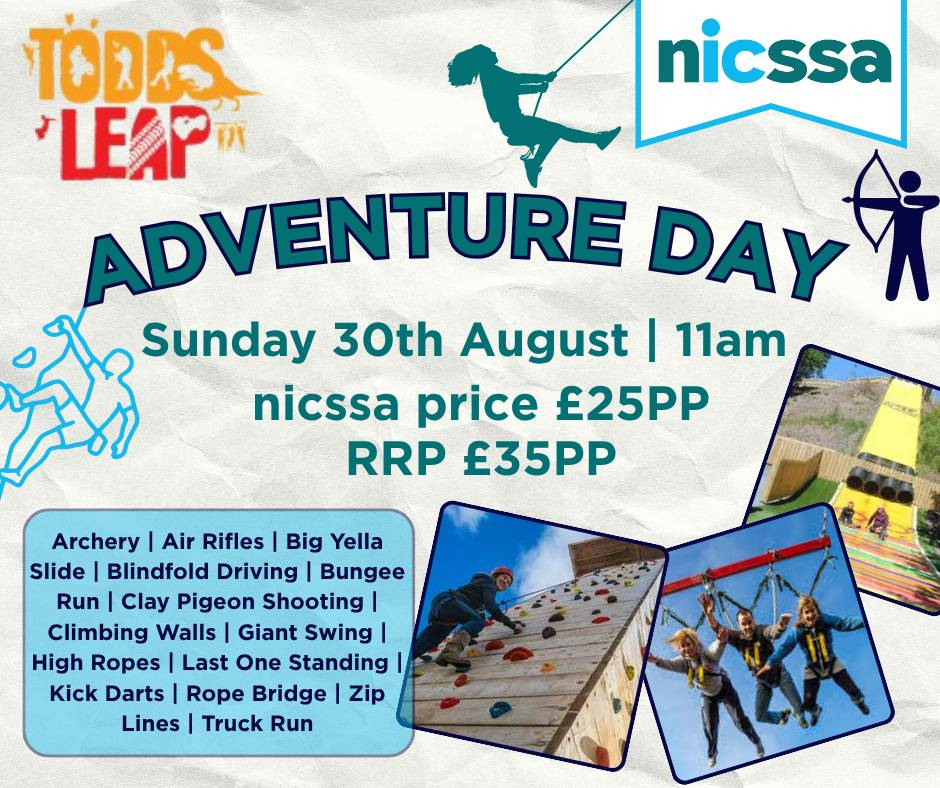 TODDS
LEAP
nicssa
ADVENTURE DAY
Sunday 30th August | 11am
nicssa price £25PP
RRP £35PP
Archery | Air Rifles | Big Yella
Slide | Blindfold Driving | Bungee
Run | Clay Pigeon Shooting |
Climbing Walls | Giant Swing |
High Ropes | Last One Standing |
Kick Darts | Rope Bridge | Zip
Lines | Truck Run